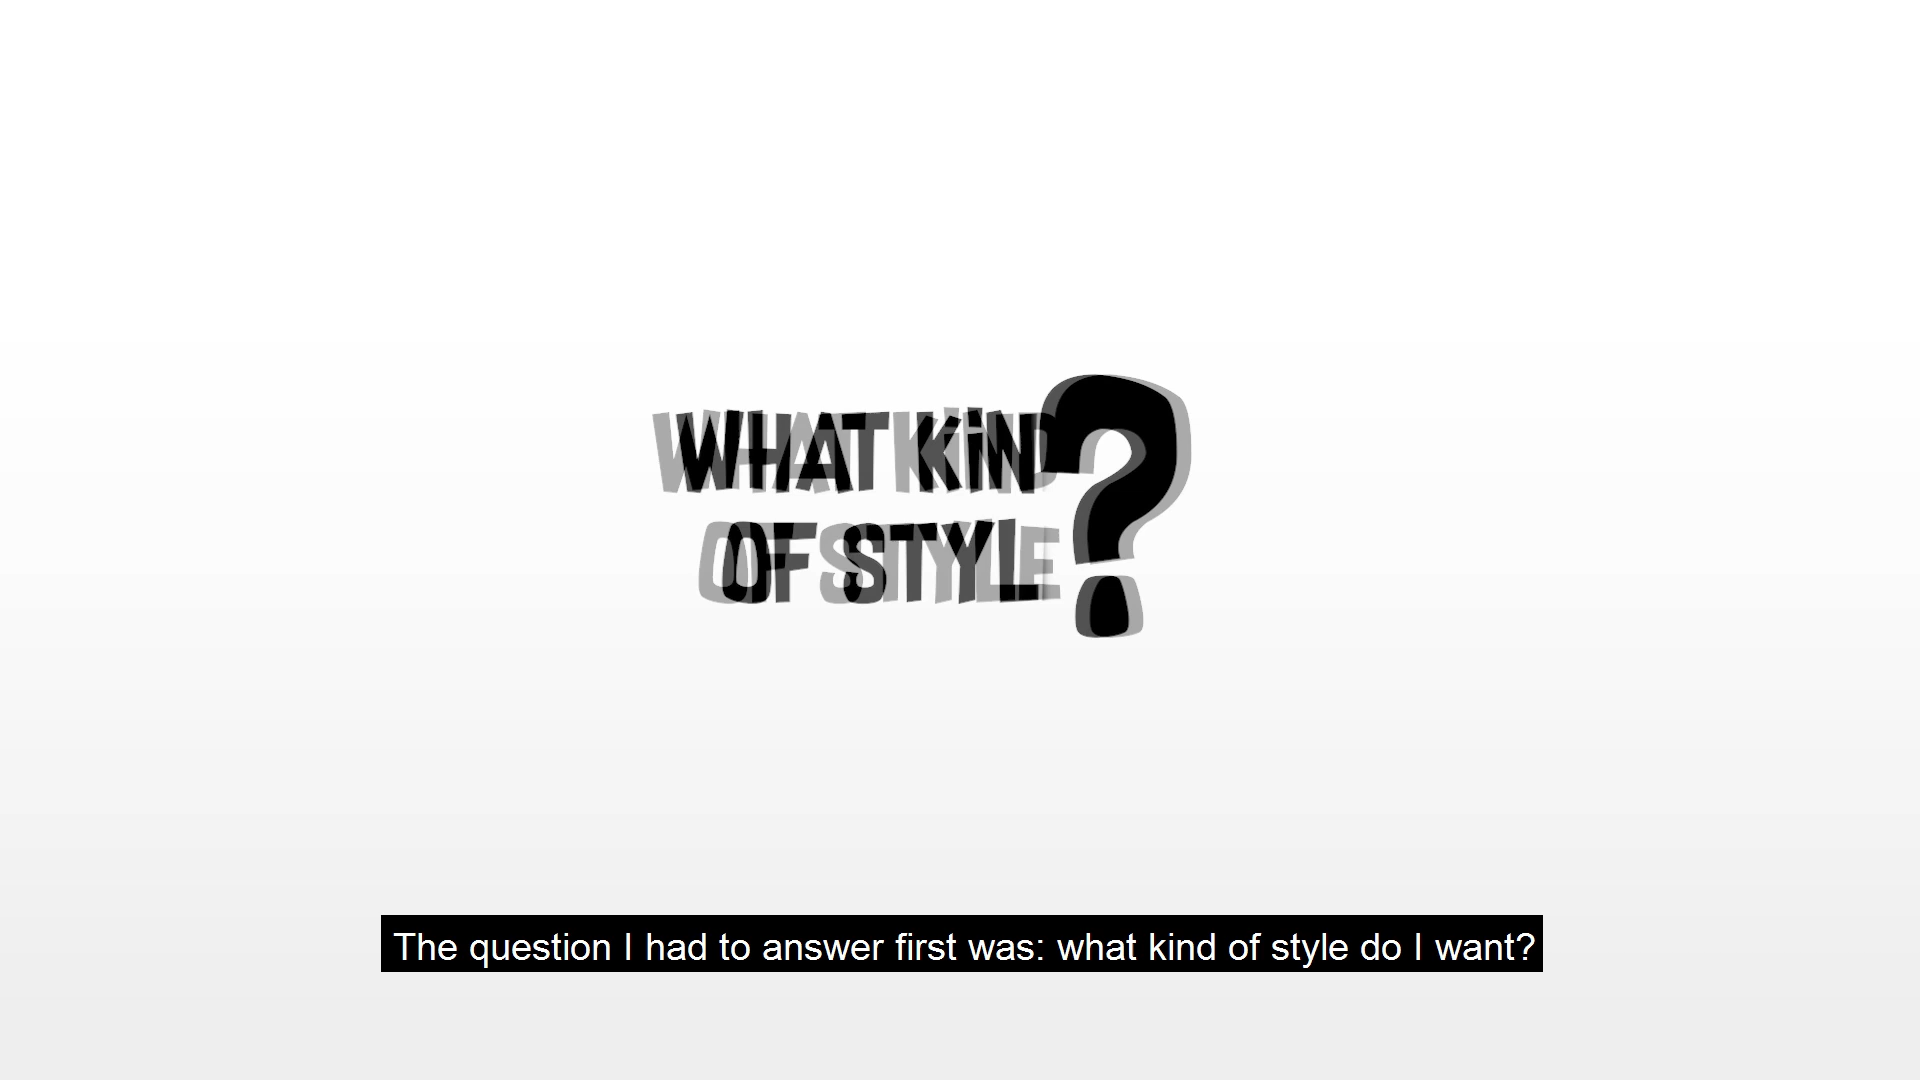 WHAT KiND
OF STYLE?
The question I had to answer first was: what kind of style do I want?